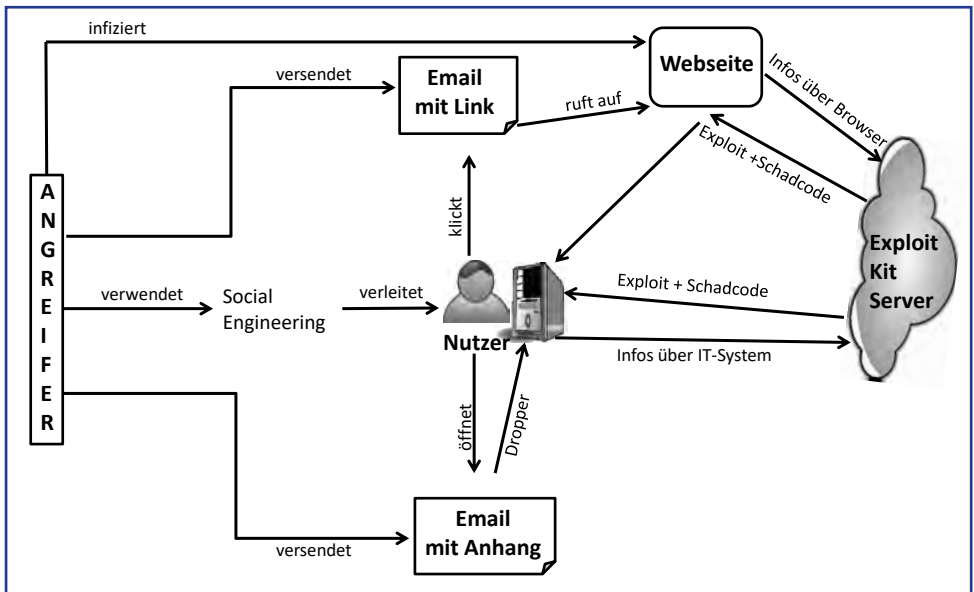 infiziert
versendet
Email
mit Link
ruft auf
Webseite
Infos über Browser
Exploit +Schadcode
klickt
A
N
G
R
E
I
F
E
R
verwendet
Social
Engineering
verleitet
Nutzer
Exploit + Schadcode
Infos über IT-System
Exploit
Kit
Server
öffnet
Dropper
versendet
Email
mit Anhang